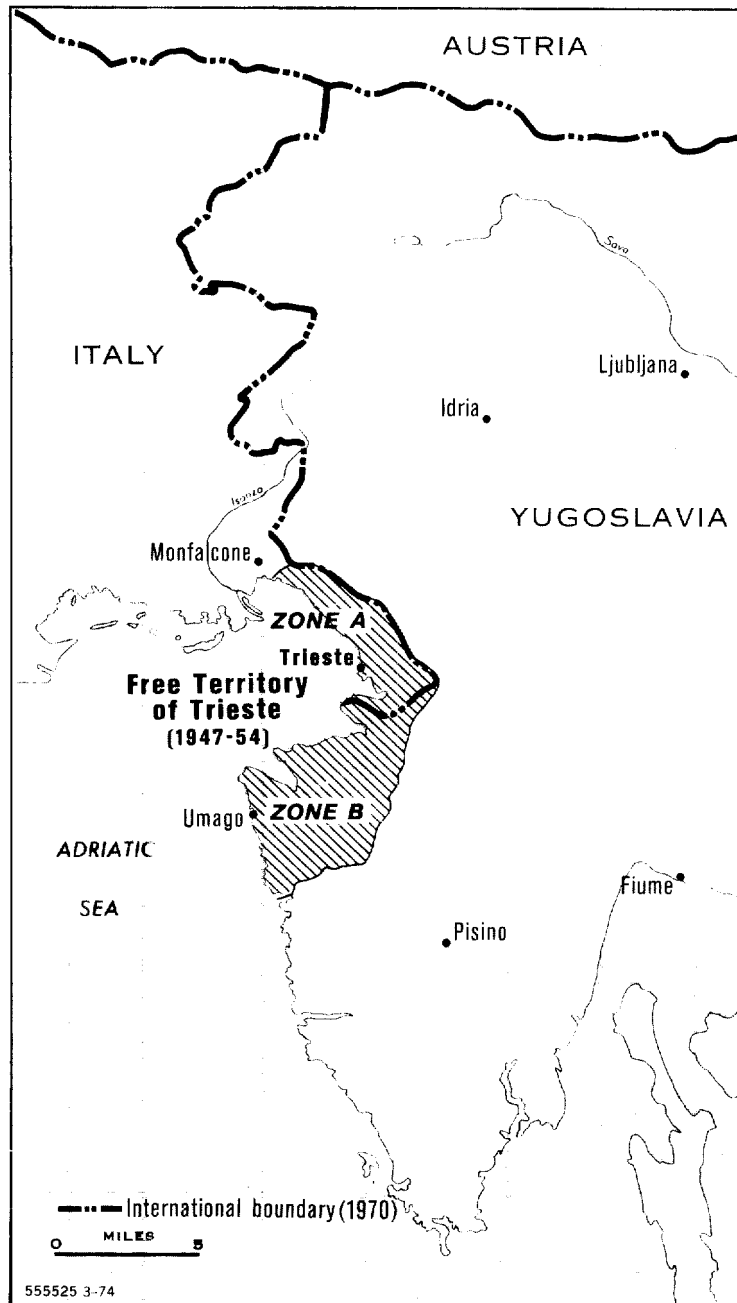 AUSTRIA
Sava
ITALY
Ljubljana
Idria
Isonzo
YUGOSLAVIA
Monfalcone
ZONE A
Trieste
Free Territory
of Trieste
(1947-54)
Umago
ZONE B
ADRIATIC
SEA
Fiume
Pisino
International boundary (1970)
MILES
0 5
555525 3-74